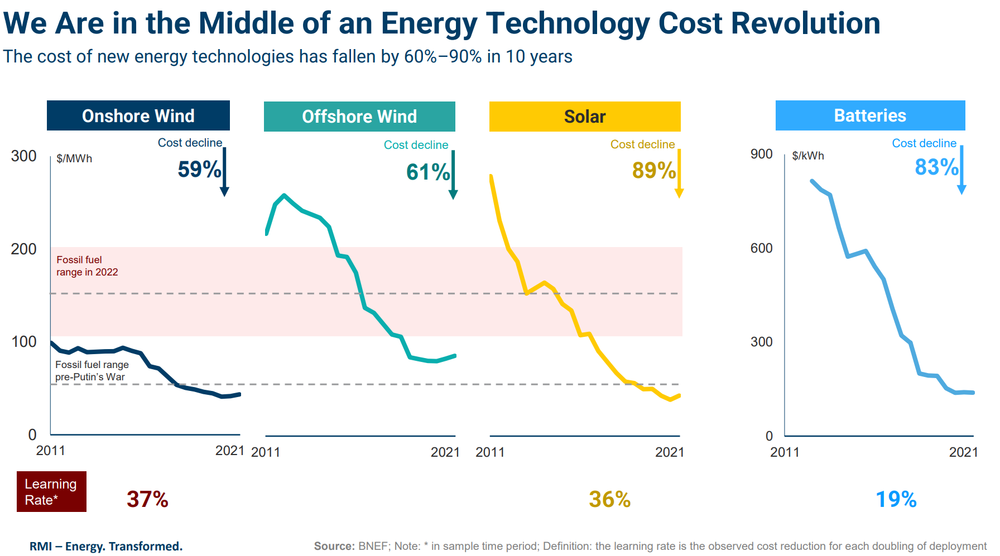 We Are in the Middle of an Energy Technology Cost Revolution
The cost of new energy technologies has fallen by 60%–90% in 10 years
Onshore Wind
Cost decline
59%
300
$/MWh
200
Fossil fuel
range in 2022
100
Fossil fuel range
pre-Putin's War
0
2011
2021
Offshore Wind
Cost decline
61%
2011
2021
Solar
Cost decline
89%
2011
2021
Batteries
Cost decline
83%
900
$/kWh
600
300
0
2011
2021
Learning
Rate*
37%
36%
19%
RMI – Energy. Transformed.
Source: BNEF; Note: * in sample time period; Definition: the learning rate is the observed cost reduction for each doubling of deployment